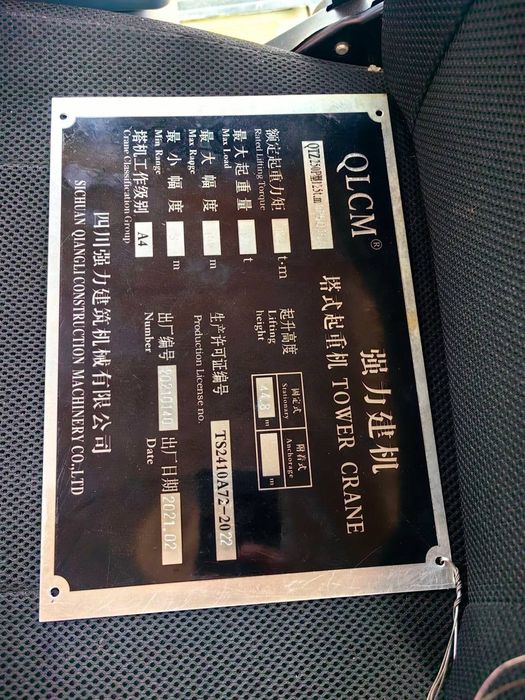 QLCM® 强力建机
塔式起重机 TOWER CRANE
额定起重力矩 t·m
Rated Lifting Torque
最大起重量 t
Max Load
最大幅度 m
Max Range
最小幅度 m
Min Range
塔机工作级别 A4
Crane Classification Group
起升高度
Lifting height
固定式
Stationary
附着式
Anchorage
m
m
生产许可证编号 TS2410A72-2022
Production License no.
出厂编号
Number
出厂日期 2021.02
Date
四川强力建筑机械有限公司
SICHUAN QIANGLI CONSTRUCTION MACHINERY CO.,LTD